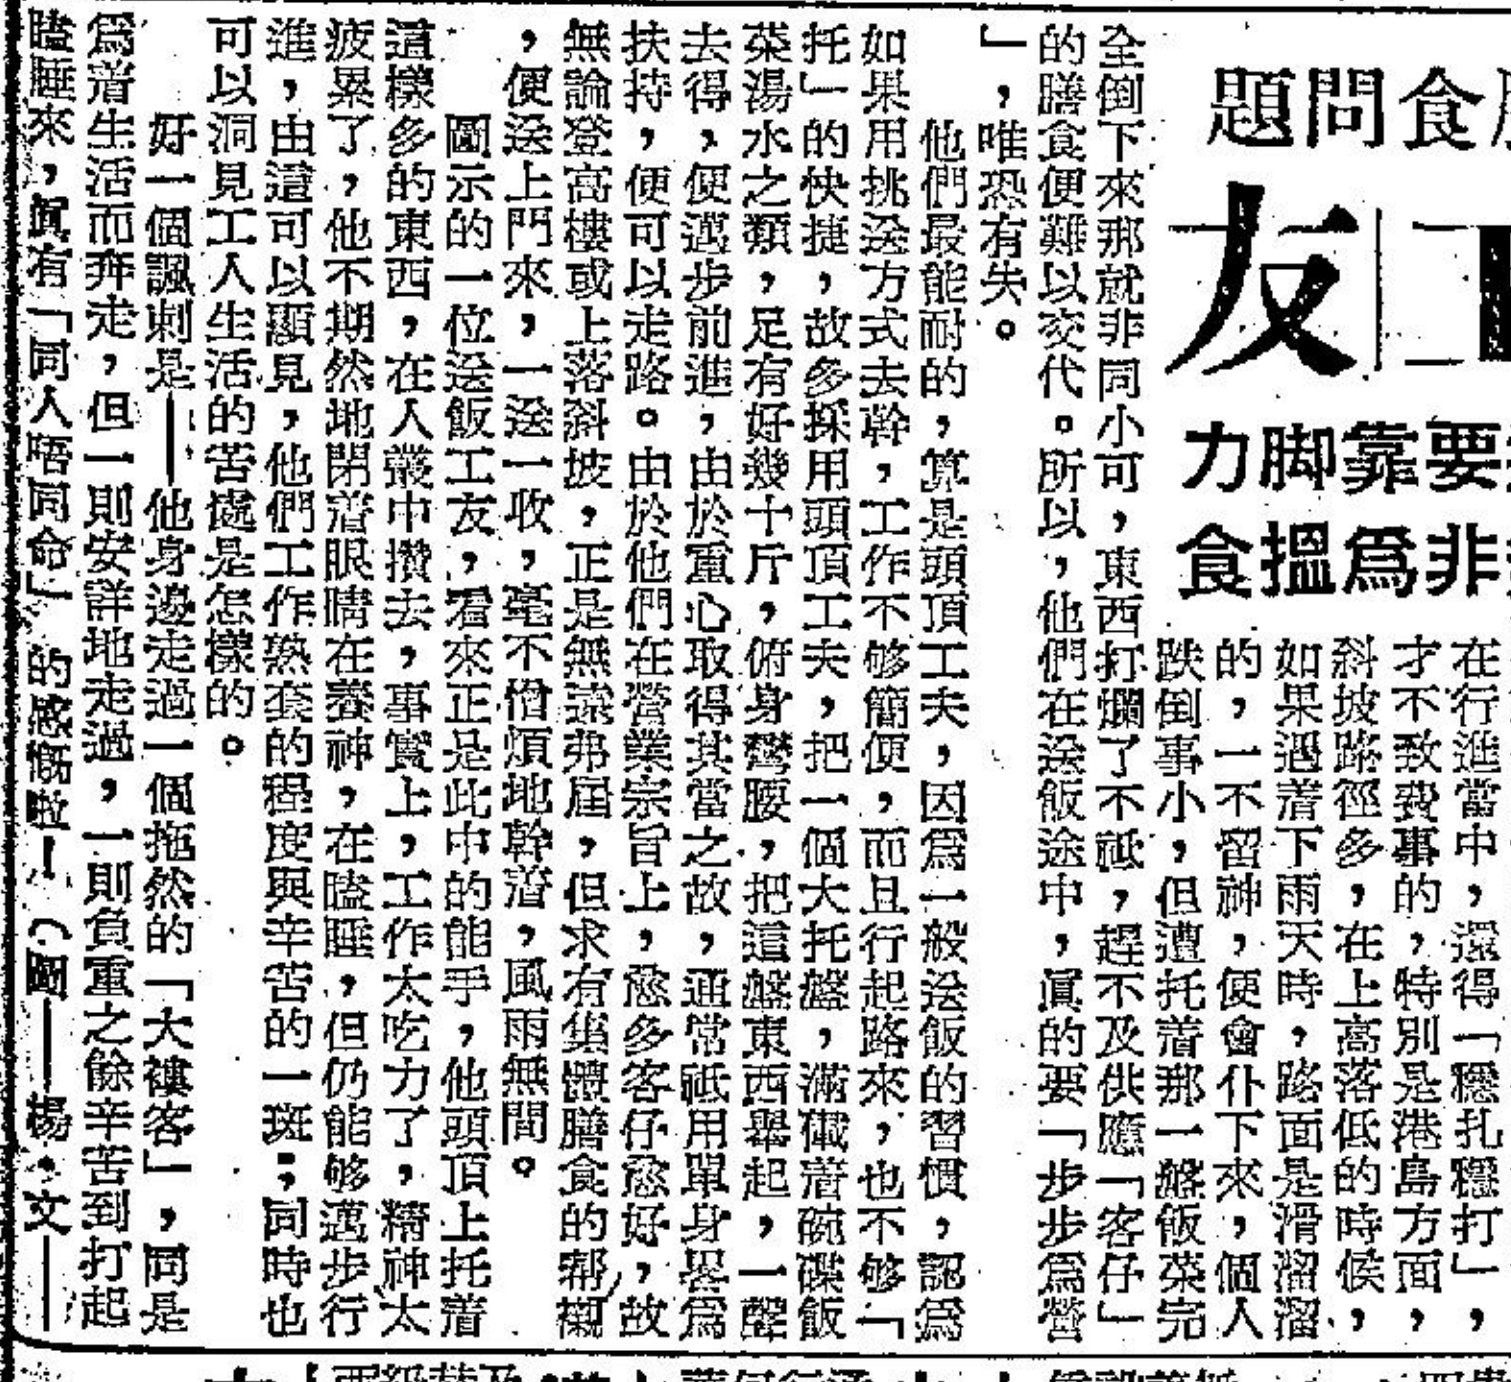 食問題
工友
要靠脚力
非為搵食
在行進當中，還得「穩扎穩打」，
才不致費事的，特別是港島方面，
斜坡路徑多，在上高落低的時侯，
如果遇着下雨天時，路面是滑溜溜
的，一不留神，便會仆下來，個人
跌倒事小，但遭托着那一盤飯菜完
全倒下來那就非同小可，東西打爛了不祗，趕不及供應「客仔」
的膳食便難以交代。所以，他們在送飯途中，眞的要「步步爲營
」，唯恐有失。
他們最能耐的，算是頭頂工夫，因爲一般送飯的習慣，認爲
如果用挑送方式去幹，工作不够簡便，而且行起路來，也不够「
托」的快捷，故多採用頭頂工夫，把一個大托盤，滿儎着碗碟飯
菜湯水之類，足有好幾十斤，俯身彎腰，把這盤東西舉起，一聲
去得，便邁步前進，由於重心取得其當之故，通常祗用單身畧爲
扶持，便可以走路。由於他們在營業宗旨上，愈多客仔愈好，故
無論登高樓或上落斜坡，正是無遠弗屆，但求有集體膳食的幫襯
，便送上門來，一送一收，毫不憎煩地幹着，風雨無間。
圖示的一位送飯工友，看來正是此中的能手，他頭頂上托着
這樣多的東西，在人叢中攢去，事實上，工作太吃力了，精神太
疲累了，他不期然地閉着眼睛在養神，在瞌睡，但仍能够邁步行
進，由這可以顯見，他們工作熟套的程度與辛苦的一斑；同時也
可以洞見工人生活的苦處是怎樣的。
好一個諷刺是——他身邊走過一個拖然的「大褸客」，同是
爲着生活而奔走，但一則安詳地走過，一則負重之餘辛苦到打起
瞌睡來，眞有「同人唔同命」的感慨啦！（圖——楊·文——